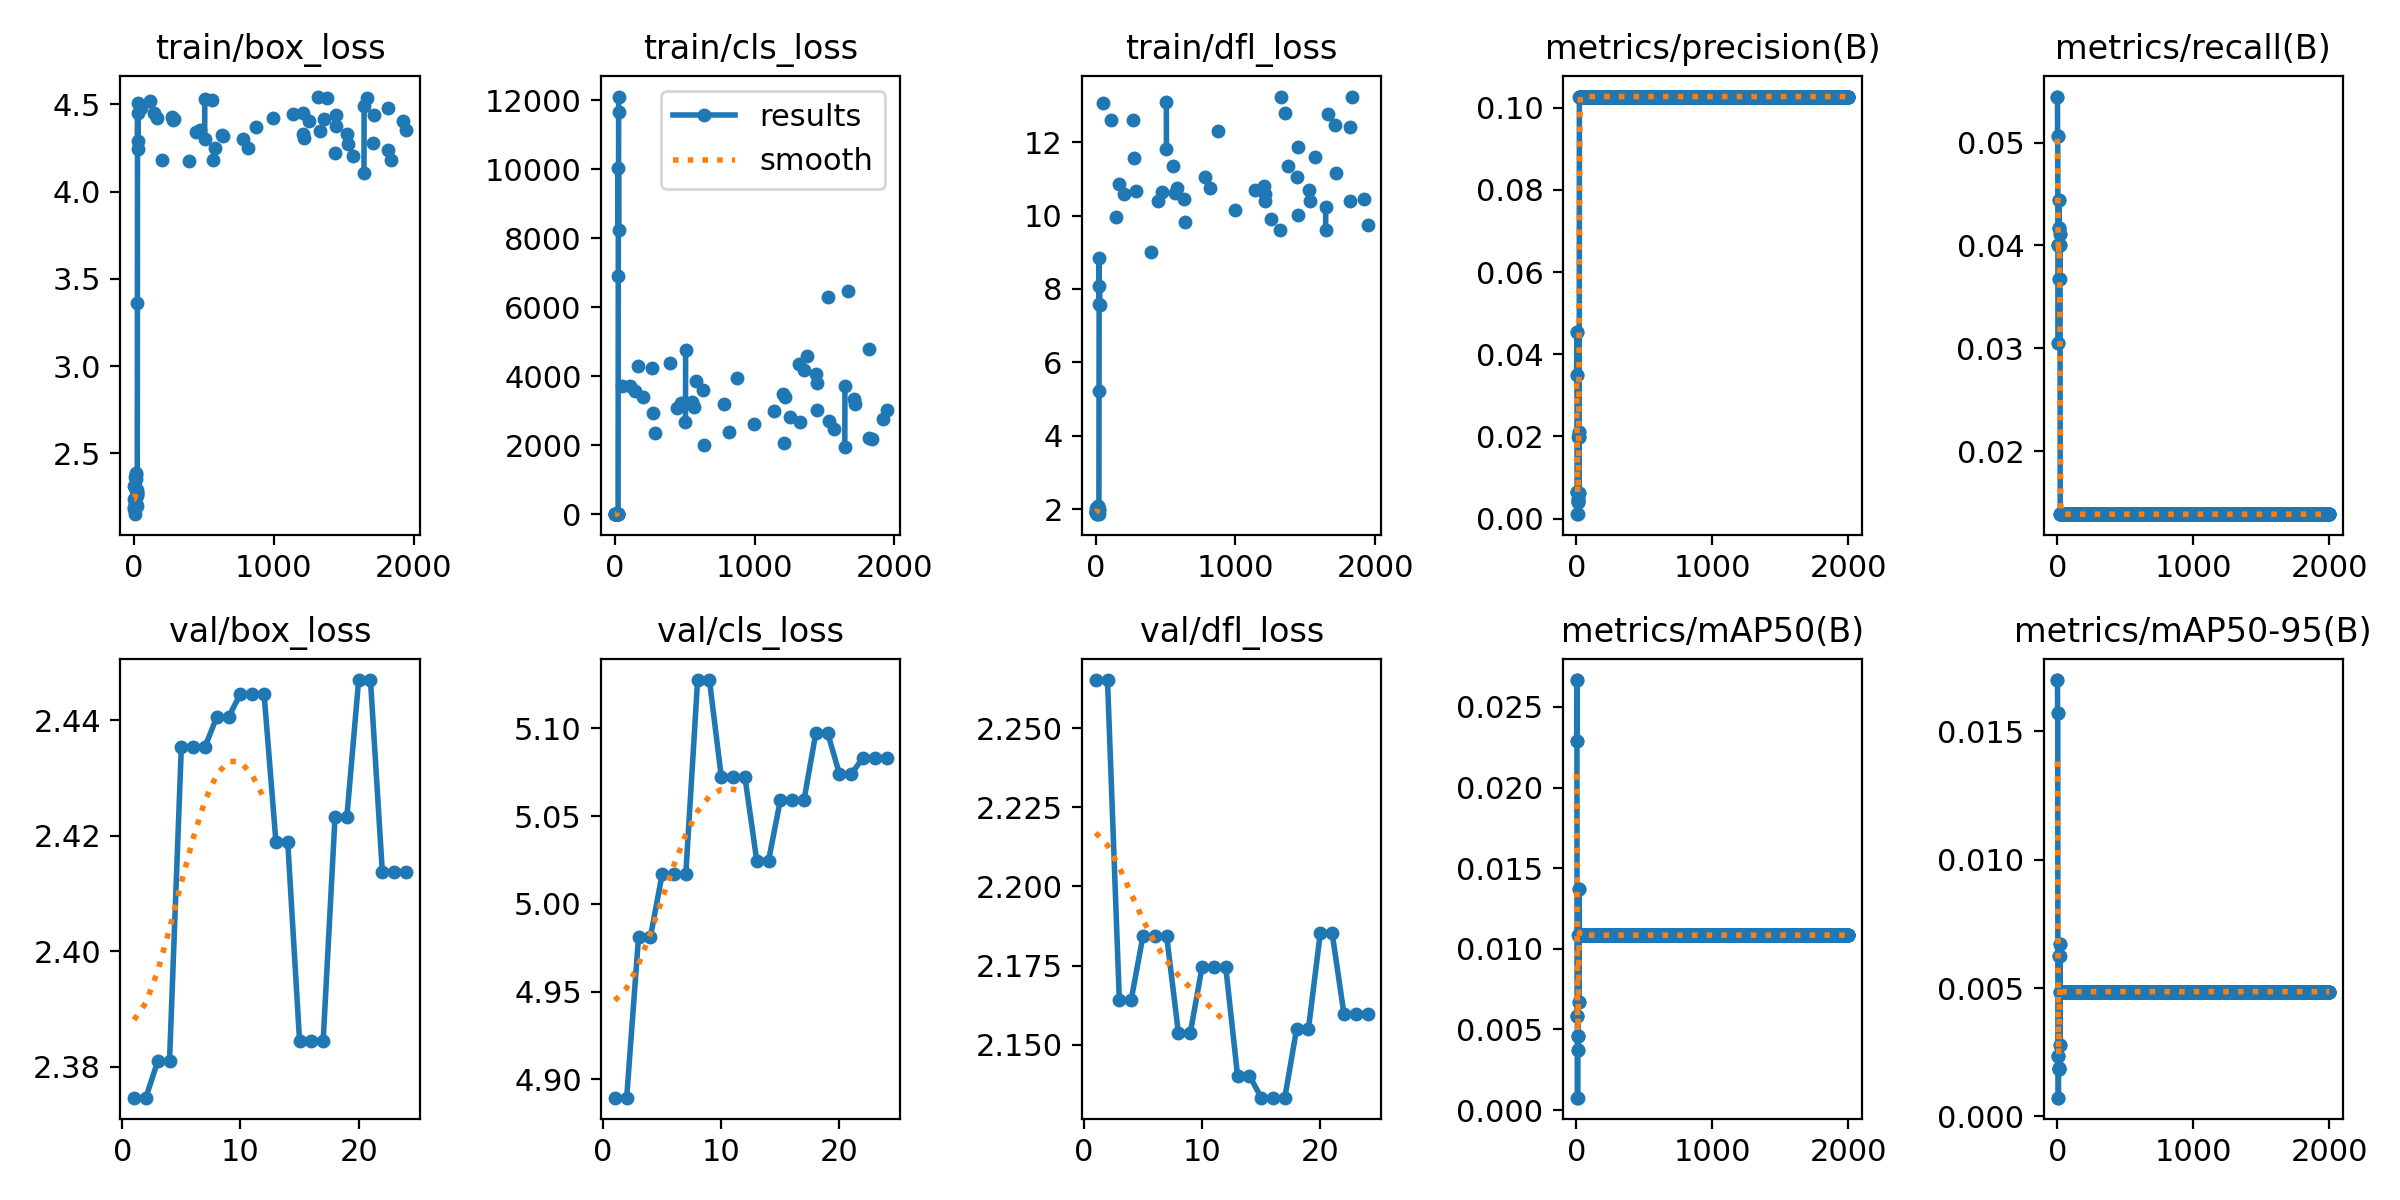 train/box_loss
train/cls_loss
train/dfl_loss
metrics/precision(B)
metrics/recall(B)
4.5
4.0
3.5
3.0
2.5
0 1000 2000
12000
10000
8000
6000
4000
2000
0
results
smooth
0 1000 2000
12
10
8
6
4
2
0 1000 2000
0.10
0.08
0.06
0.04
0.02
0.00
0 1000 2000
0.05
0.04
0.03
0.02
0 1000 2000
val/box_loss
val/cls_loss
val/dfl_loss
metrics/mAP50(B)
metrics/mAP50-95(B)
2.44
2.42
2.40
2.38
0 10 20
5.10
5.05
5.00
4.95
4.90
0 10 20
2.250
2.225
2.200
2.175
2.150
0 10 20
0.025
0.020
0.015
0.010
0.005
0.000
0 1000 2000
0.015
0.010
0.005
0.000
0 1000 2000